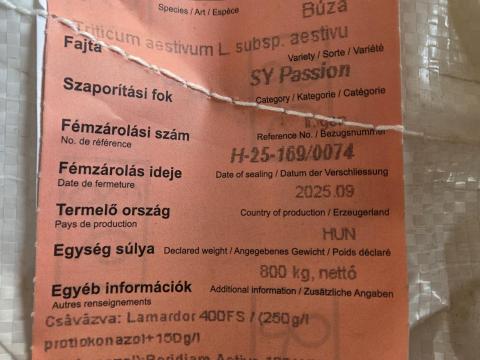 Species / Art / Espèce
Búza
Triticum aestivum L. subsp. aestivu
Fajta
Variety / Sorte / Variété
SY Passion
Szaporítási fok
Category / Kategorie / Catégorie
Fémzárolási szám
Reference No. / Bezugsnummer
No. de référence
H-25-169/0074
Fémzárolás ideje
Date of sealing / Datum der Verschliessung
Date de fermeture
2025.09
Termelő ország
Country of production / Erzeugerland
Pays de production
HUN
Egység súlya Declared weight / Angegebenes Gewicht / Poids déclaré
800 kg, nettó
Egyéb információk
Additional information / Zusätzliche Angaben
Autres renseignements
Csávázva: Lamardor 400FS / (250g/l
protiokonazol+150g/l